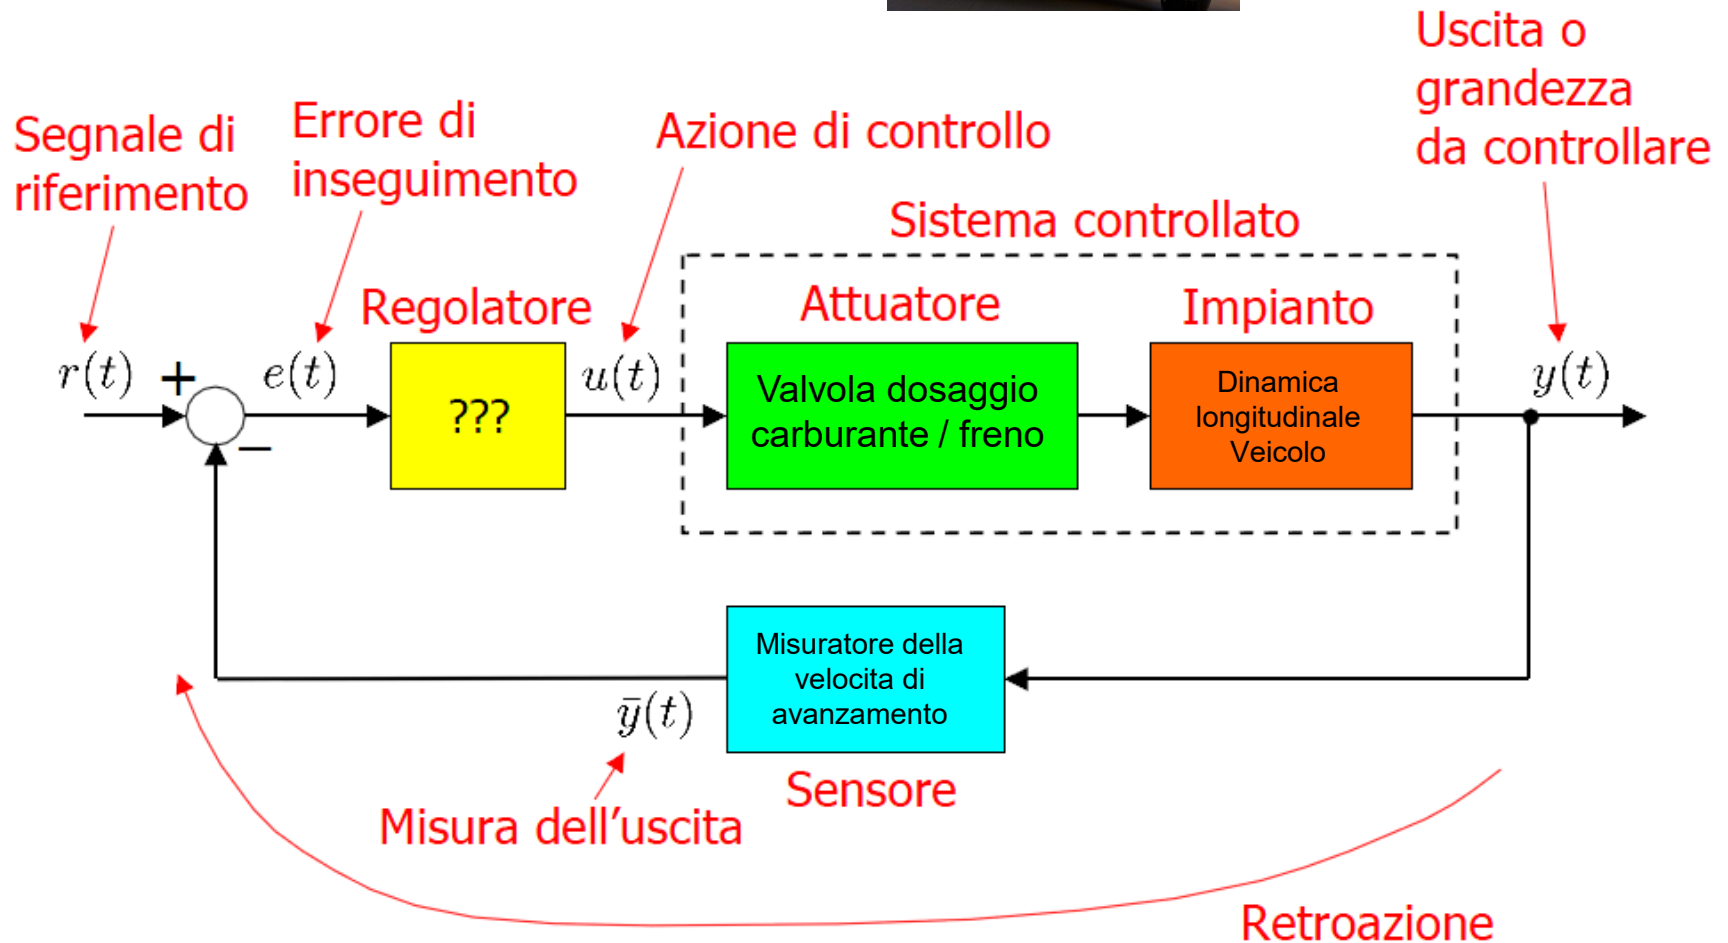 Uscita o
grandezza
da controllare
Segnale di
riferimento
Errore di
inseguimento
Azione di controllo
Sistema controllato
Regolatore
Attuatore
Impianto
r(t)
+
−
e(t)
???
u(t)
Valvola dosaggio
carburante / freno
Dinamica
longitudinale
Veicolo
y(t)
Misuratore della
velocita di
avanzamento
ȳ(t)
Sensore
Misura dell’uscita
Retroazione